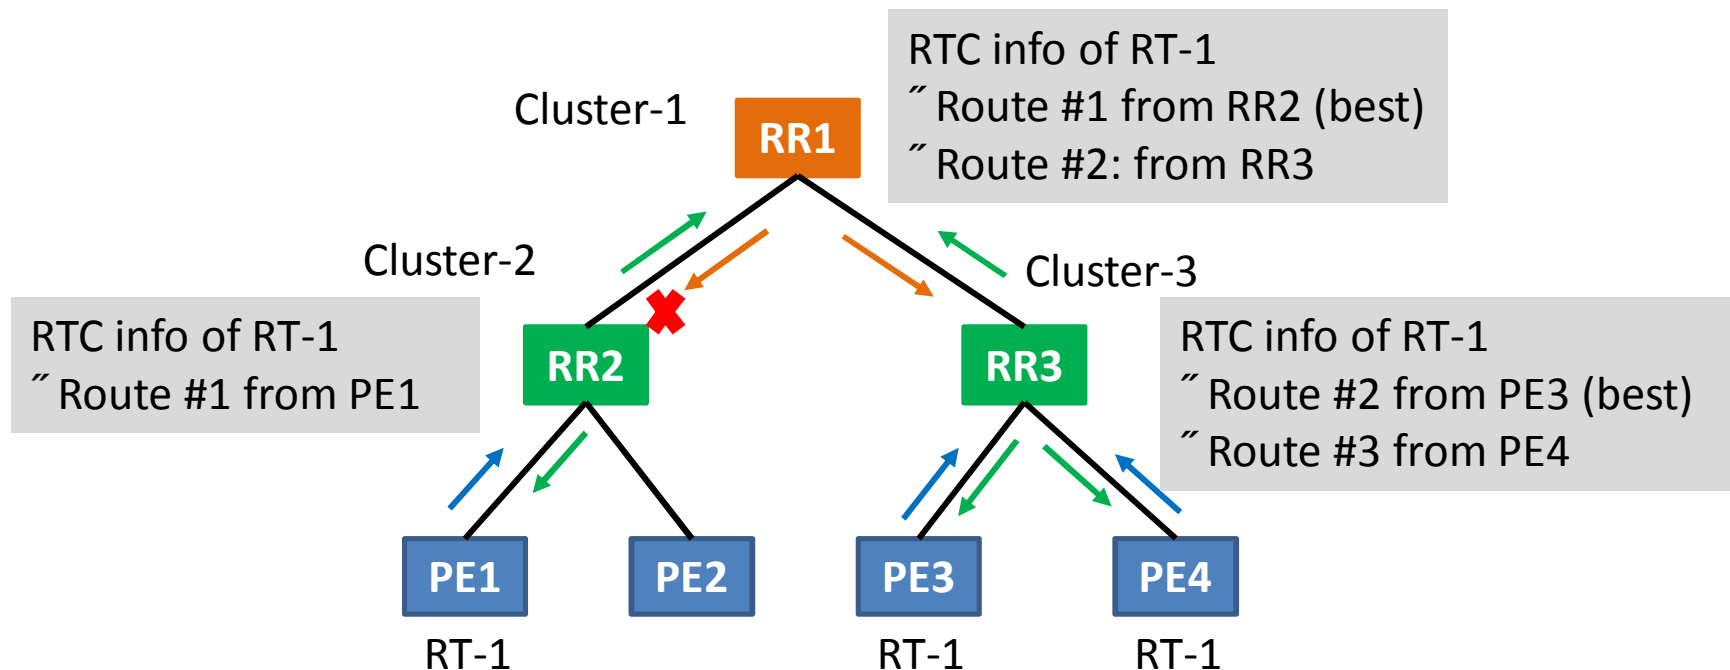 RTC info of RT-1
˝ Route #1 from RR2 (best)
˝ Route #2: from RR3
Cluster-1
RR1
Cluster-2
Cluster-3
RTC info of RT-1
˝ Route #1 from PE1
RR2
RR3
RTC info of RT-1
˝ Route #2 from PE3 (best)
˝ Route #3 from PE4
PE1
PE2
PE3
PE4
RT-1
RT-1
RT-1